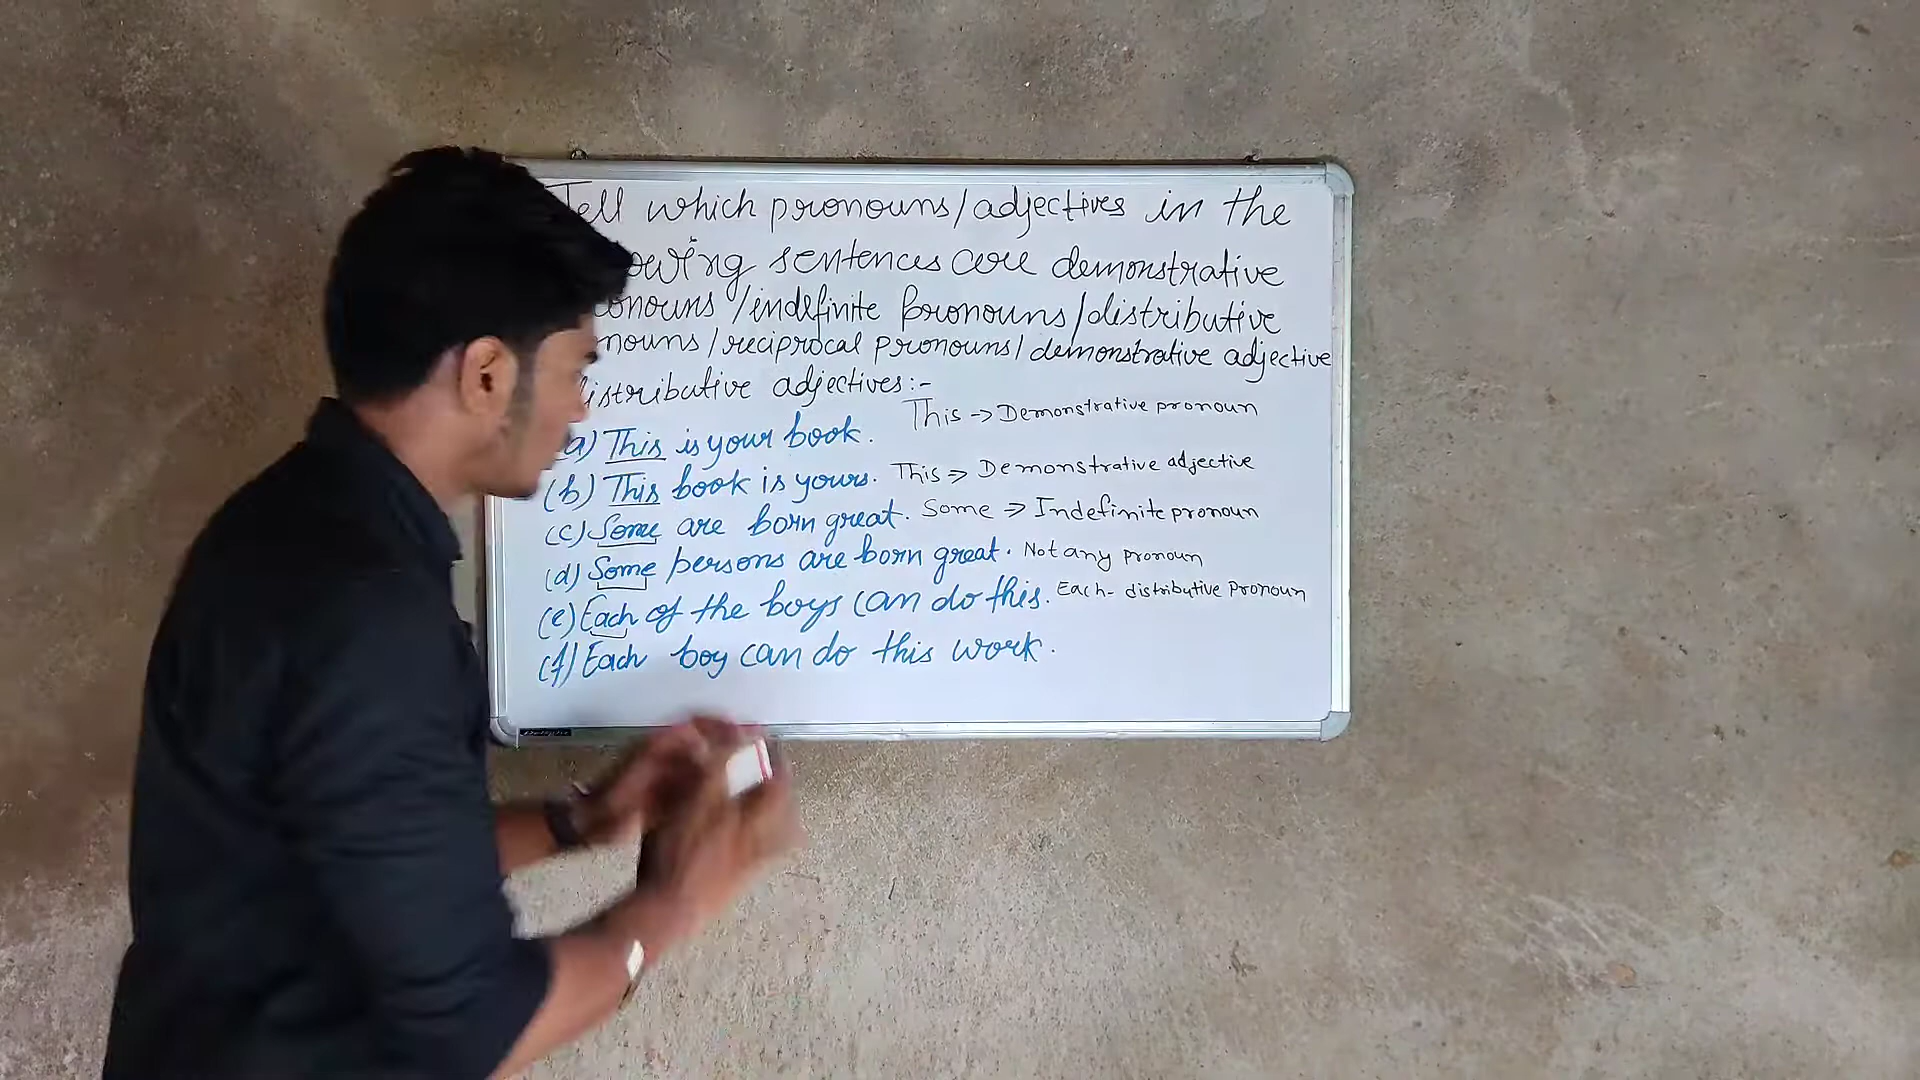 Tell which pronouns/adjectives in the
owing sentences are demonstrative
onouns/indefinite pronouns/distributive
nouns/reciprocal pronouns/demonstrative adjective
istributive adjectives:-
This → Demonstrative pronoun
(a) This is your book.
(b) This book is yours. This ⇒ Demonstrative adjective
(c) Some are born great. Some ⇒ Indefinite pronoun
(d) Some persons are born great. Not any pronoun
(e) Each of the boys can do this. Each- distributive Pronoun
(f) Each boy can do this work.